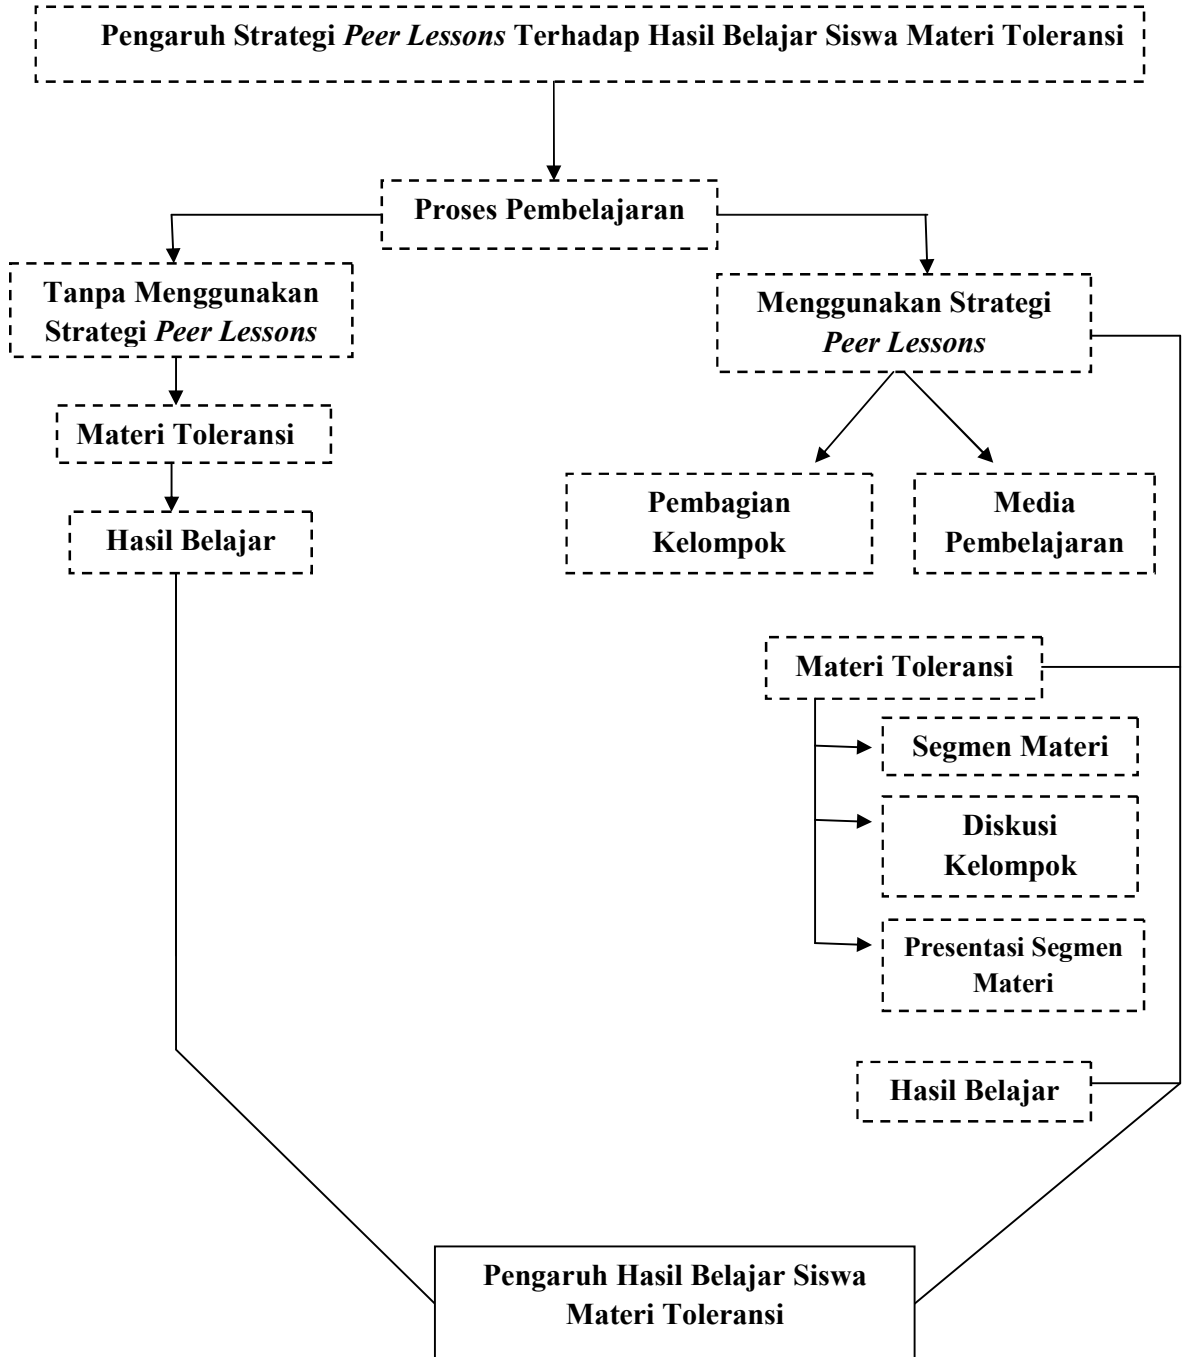 Pengaruh Strategi Peer Lessons Terhadap Hasil Belajar Siswa Materi Toleransi
Proses Pembelajaran
Tanpa Menggunakan
Strategi Peer Lessons
Menggunakan Strategi
Peer Lessons
Materi Toleransi
Hasil Belajar
Pembagian
Kelompok
Media
Pembelajaran
Materi Toleransi
Segmen Materi
Diskusi
Kelompok
Presentasi Segmen
Materi
Hasil Belajar
Pengaruh Hasil Belajar Siswa
Materi Toleransi